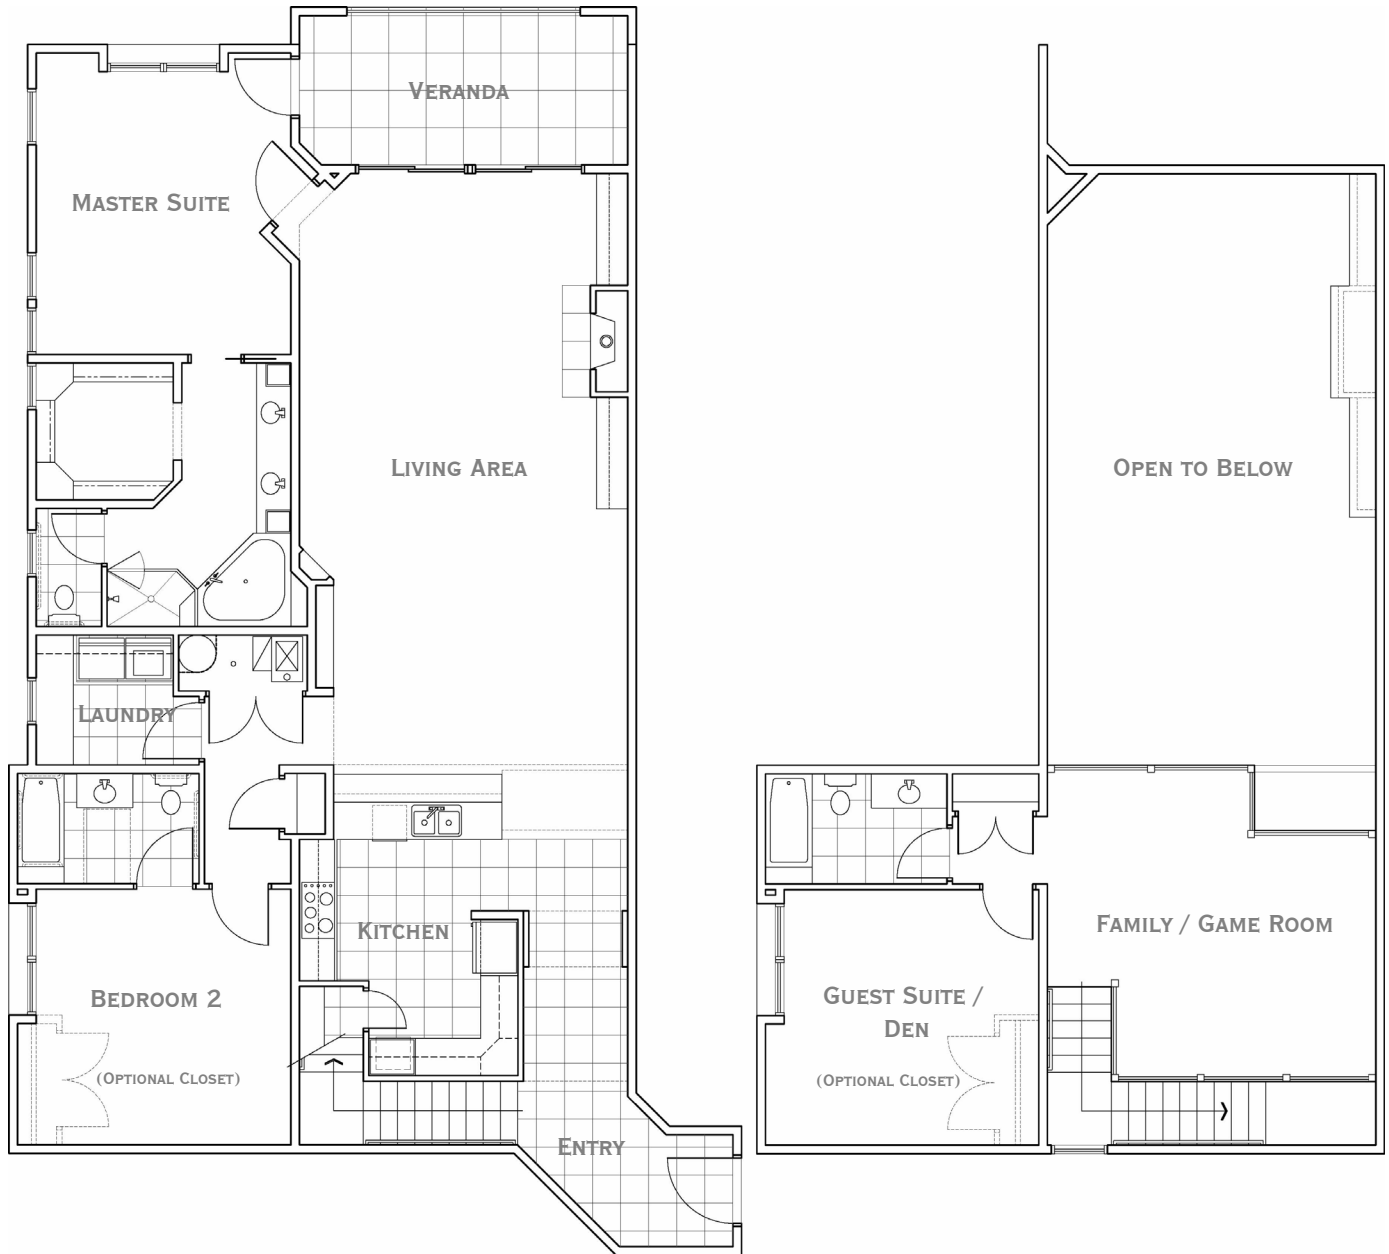 Veranda
Master Suite
Living Area
Laundry
Kitchen
Bedroom 2
(Optional Closet)
Entry
Open to Below
Family / Game Room
Guest Suite /
Den
(Optional Closet)